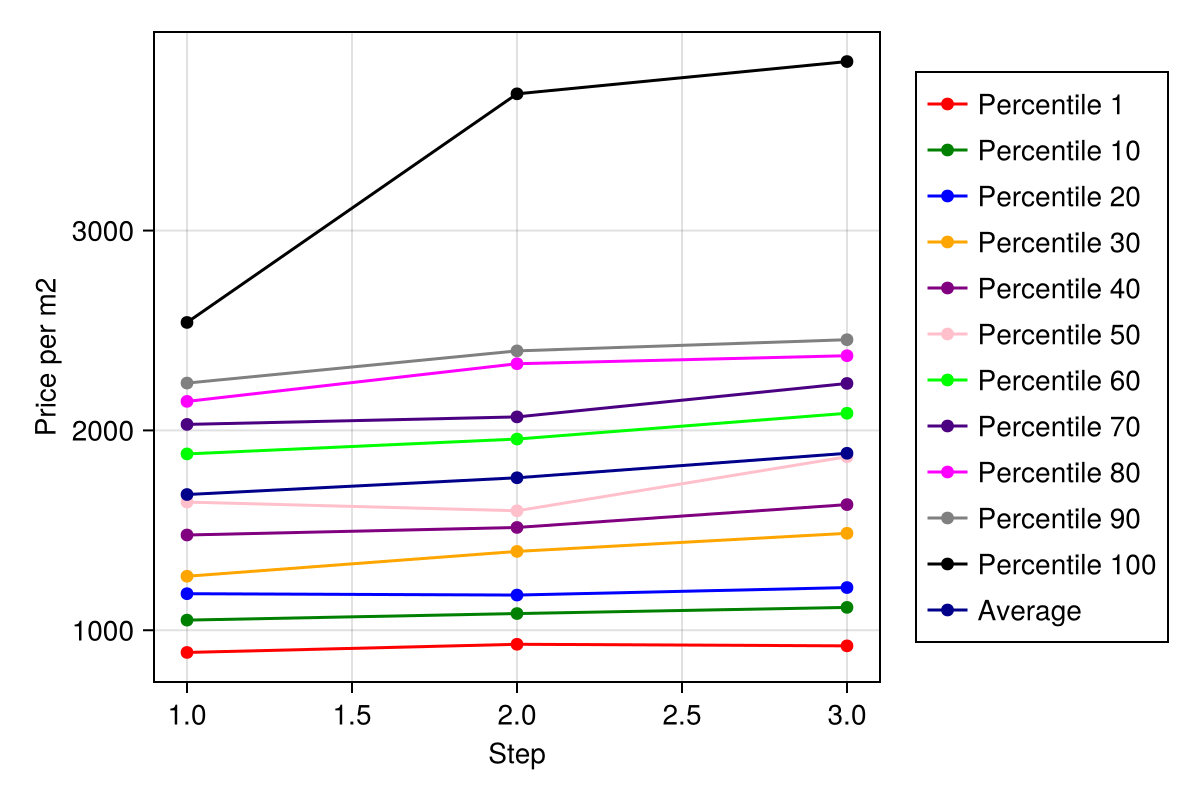 Price per m2
3000
2000
1000
1.0 1.5 2.0 2.5 3.0
Step
Percentile 1
Percentile 10
Percentile 20
Percentile 30
Percentile 40
Percentile 50
Percentile 60
Percentile 70
Percentile 80
Percentile 90
Percentile 100
Average